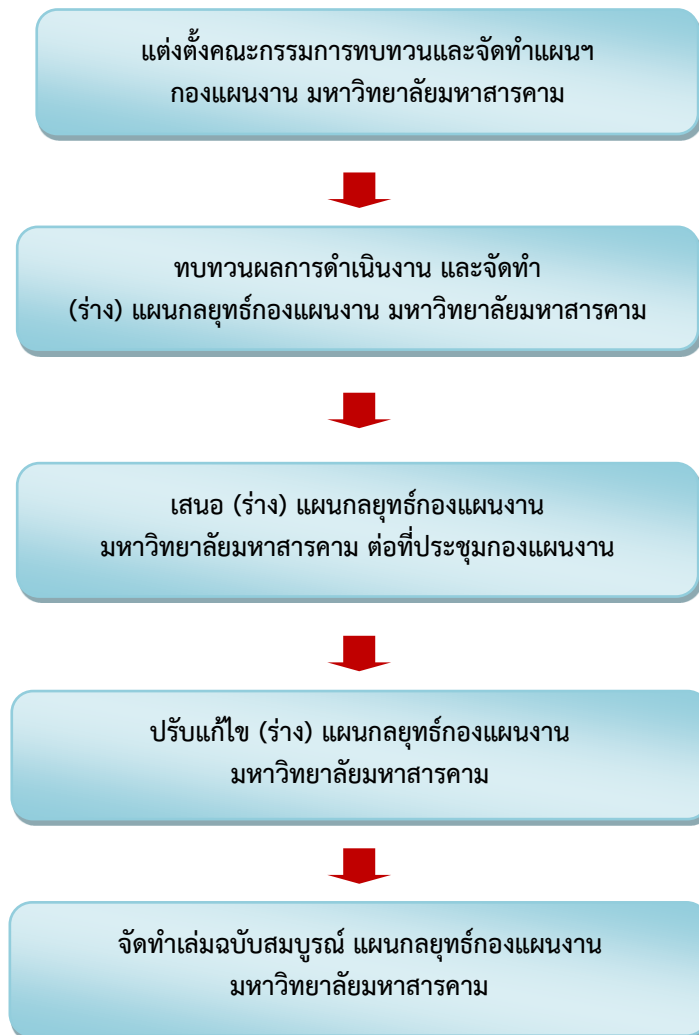 แต่งตั้งคณะกรรมการทบทวนและจัดทำแผนฯ
กองแผนงาน มหาวิทยาลัยมหาสารคาม
ทบทวนผลการดำเนินงาน และจัดทำ
(ร่าง) แผนกลยุทธ์กองแผนงาน มหาวิทยาลัยมหาสารคาม
เสนอ (ร่าง) แผนกลยุทธ์กองแผนงาน
มหาวิทยาลัยมหาสารคาม ต่อที่ประชุมกองแผนงาน
ปรับแก้ไข (ร่าง) แผนกลยุทธ์กองแผนงาน
มหาวิทยาลัยมหาสารคาม
จัดทำเล่มฉบับสมบูรณ์ แผนกลยุทธ์กองแผนงาน
มหาวิทยาลัยมหาสารคาม